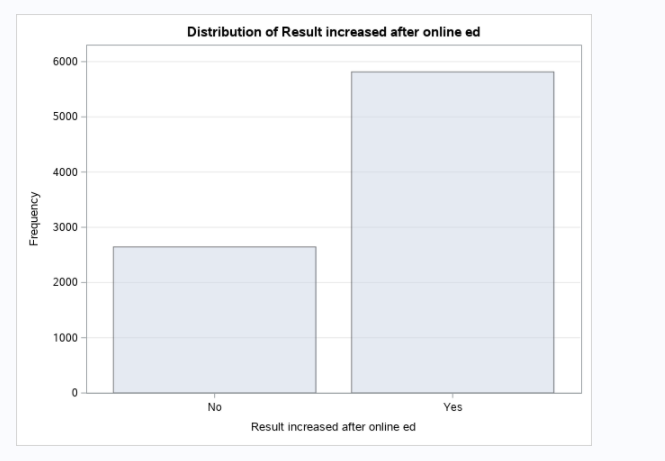 Distribution of Result increased after online ed
6000
5000
4000
3000
2000
1000
0
Frequency
No Yes
Result increased after online ed